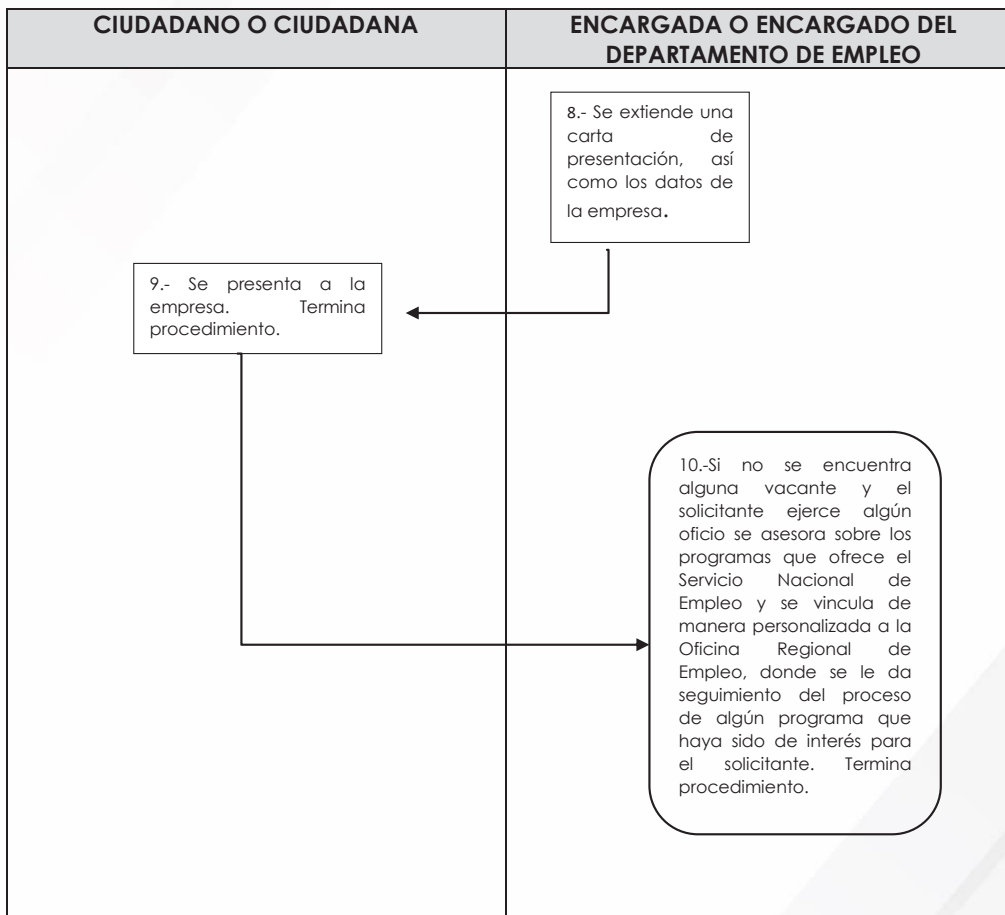 CIUDADANO O CIUDADANA
ENCARGADA O ENCARGADO DEL
DEPARTAMENTO DE EMPLEO
8.- Se extiende una
carta de
presentación, así
como los datos de
la empresa.
9.- Se presenta a la
empresa. Termina
procedimiento.
10.-Si no se encuentra
alguna vacante y el
solicitante ejerce algún
oficio se asesora sobre los
programas que ofrece el
Servicio Nacional de
Empleo y se vincula de
manera personalizada a la
Oficina Regional de
Empleo, donde se le da
seguimiento del proceso
de algún programa que
haya sido de interés para
el solicitante. Termina
procedimiento.